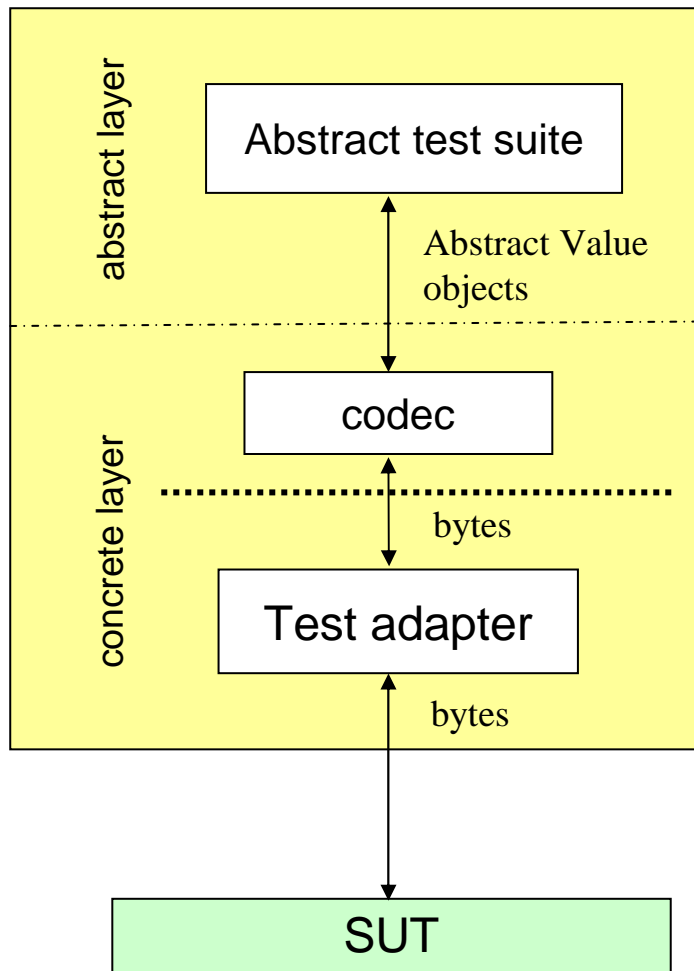 abstract layer
Abstract test suite
Abstract Value
objects
concrete layer
codec
bytes
Test adapter
bytes
SUT